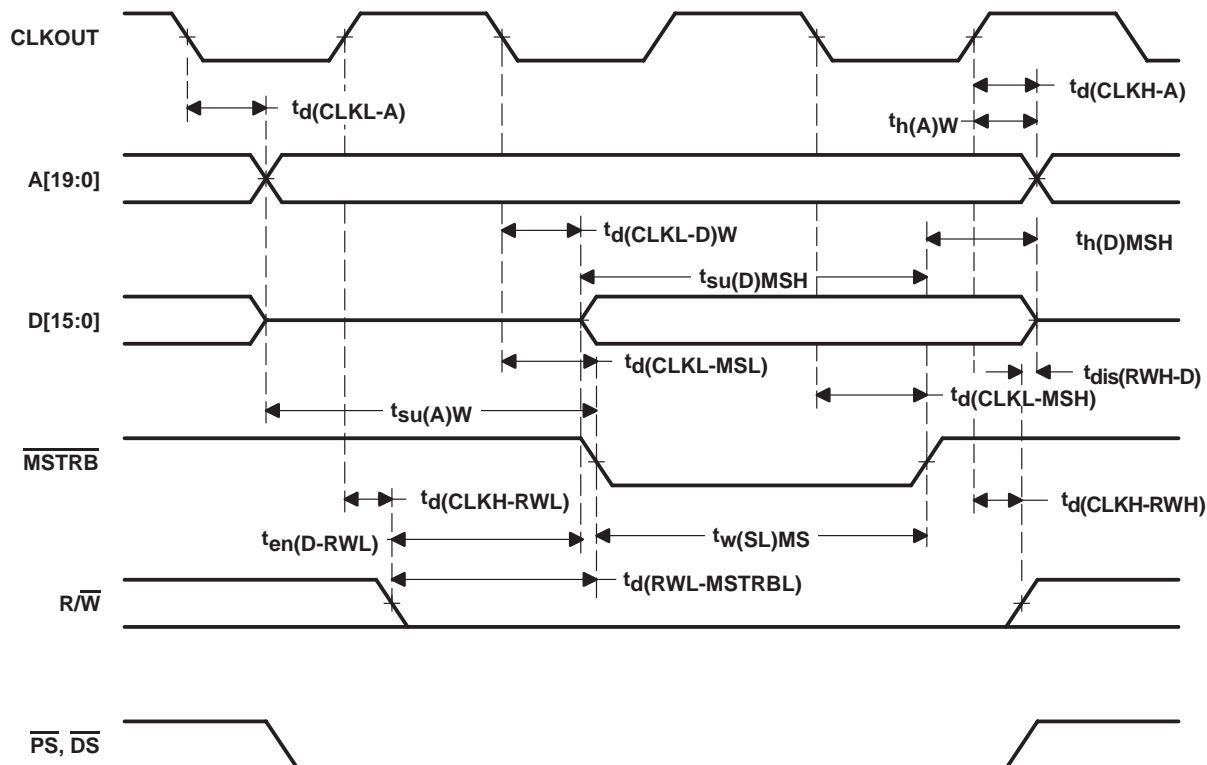 CLKOUT
td(CLKL-A)
td(CLKH-A)
th(A)W
A[19:0]
td(CLKL-D)W
th(D)MSH
tsu(D)MSH
D[15:0]
td(CLKL-MSL)
tdis(RWH-D)
td(CLKL-MSH)
tsu(A)W
MSTRB
td(CLKH-RWL)
td(CLKH-RWH)
ten(D-RWL)
tw(SL)MS
td(RWL-MSTRBL)
R/W
PS, DS